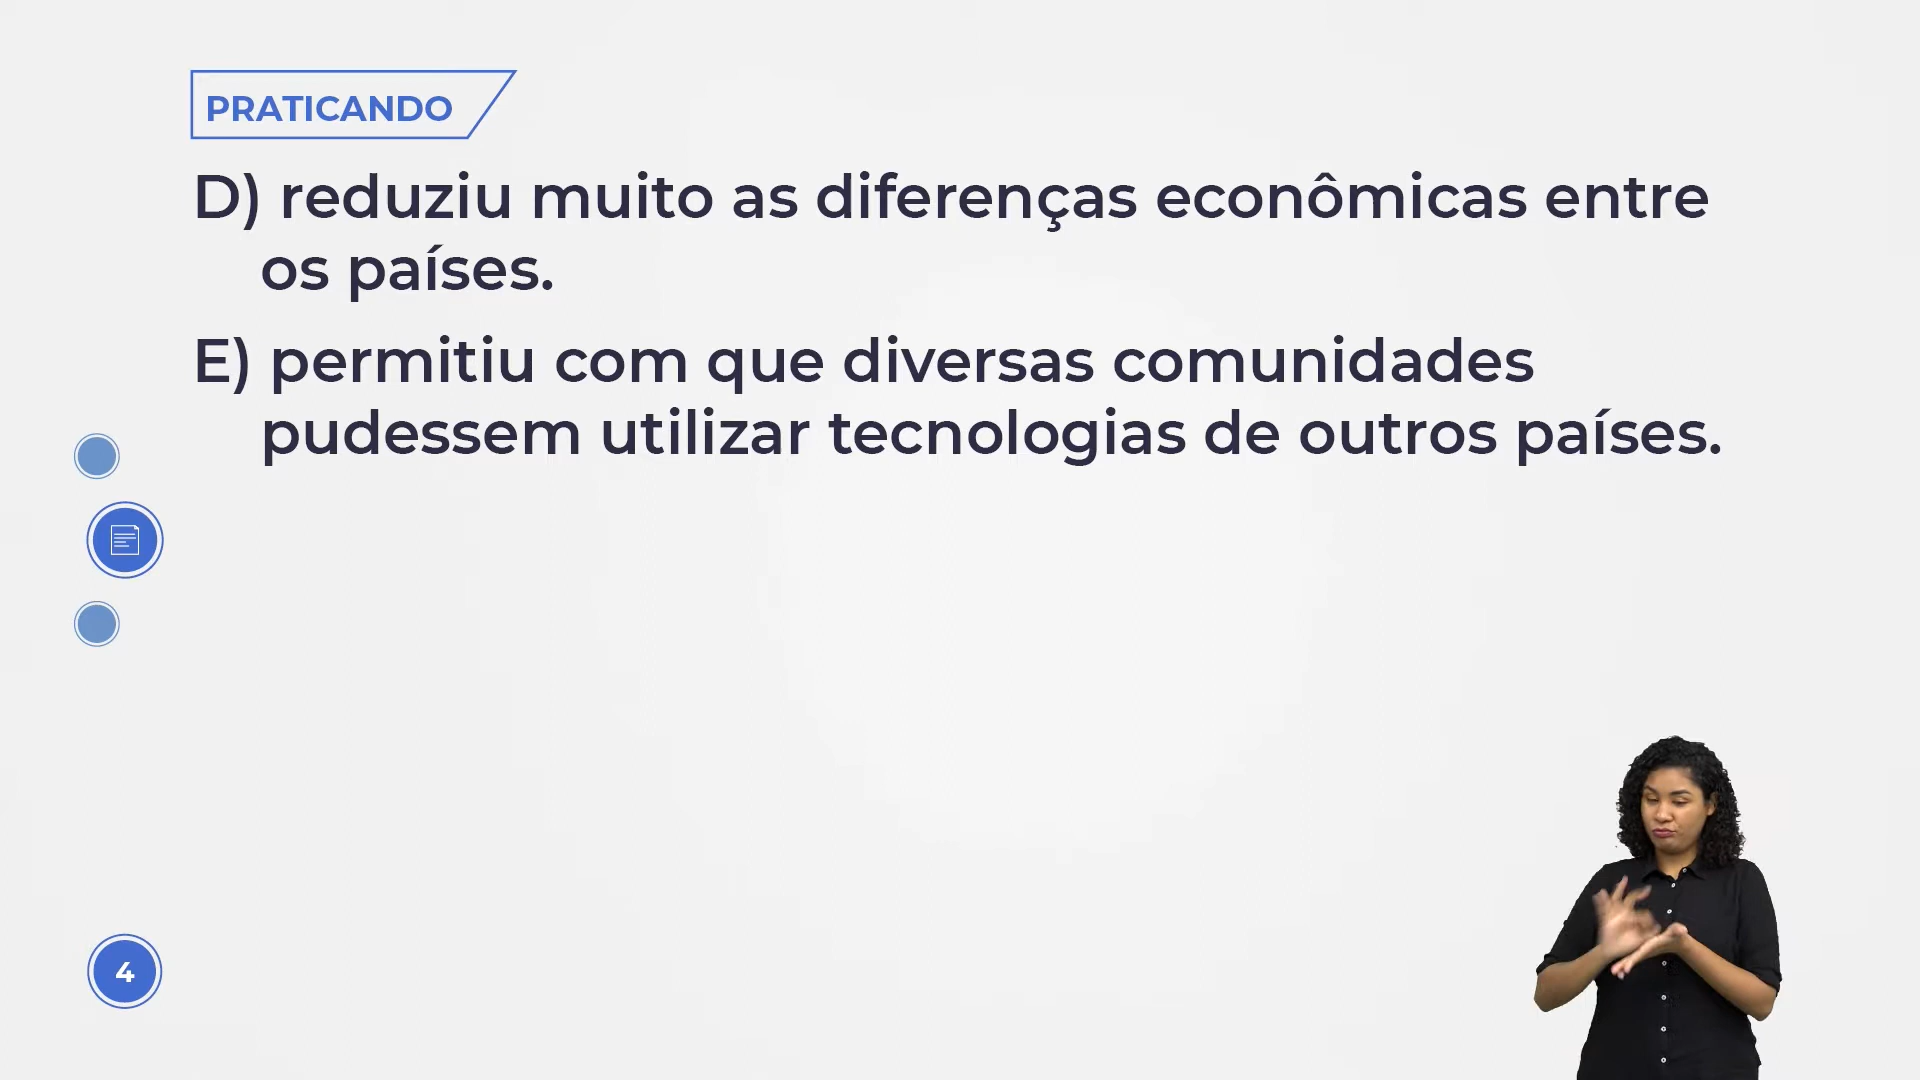 PRATICANDO
D) reduziu muito as diferenças econômicas entre
os países.
E) permitiu com que diversas comunidades
pudessem utilizar tecnologias de outros países.
4